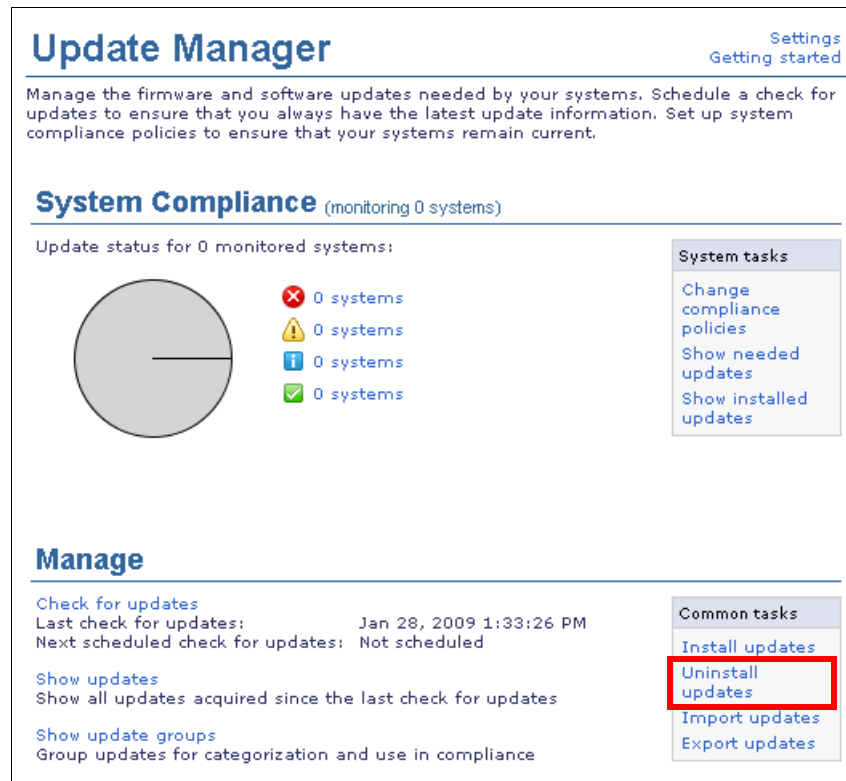 Update Manager
Settings
Getting started
Manage the firmware and software updates needed by your systems. Schedule a check for
updates to ensure that you always have the latest update information. Set up system
compliance policies to ensure that your systems remain current.
System Compliance (monitoring 0 systems)
Update status for 0 monitored systems:
0 systems
0 systems
0 systems
0 systems
System tasks
Change
compliance
policies
Show needed
updates
Show installed
updates
Manage
Check for updates
Last check for updates: Jan 28, 2009 1:33:26 PM
Next scheduled check for updates: Not scheduled
Show updates
Show all updates acquired since the last check for updates
Show update groups
Group updates for categorization and use in compliance
Common tasks
Install updates
Uninstall
updates
Import updates
Export updates